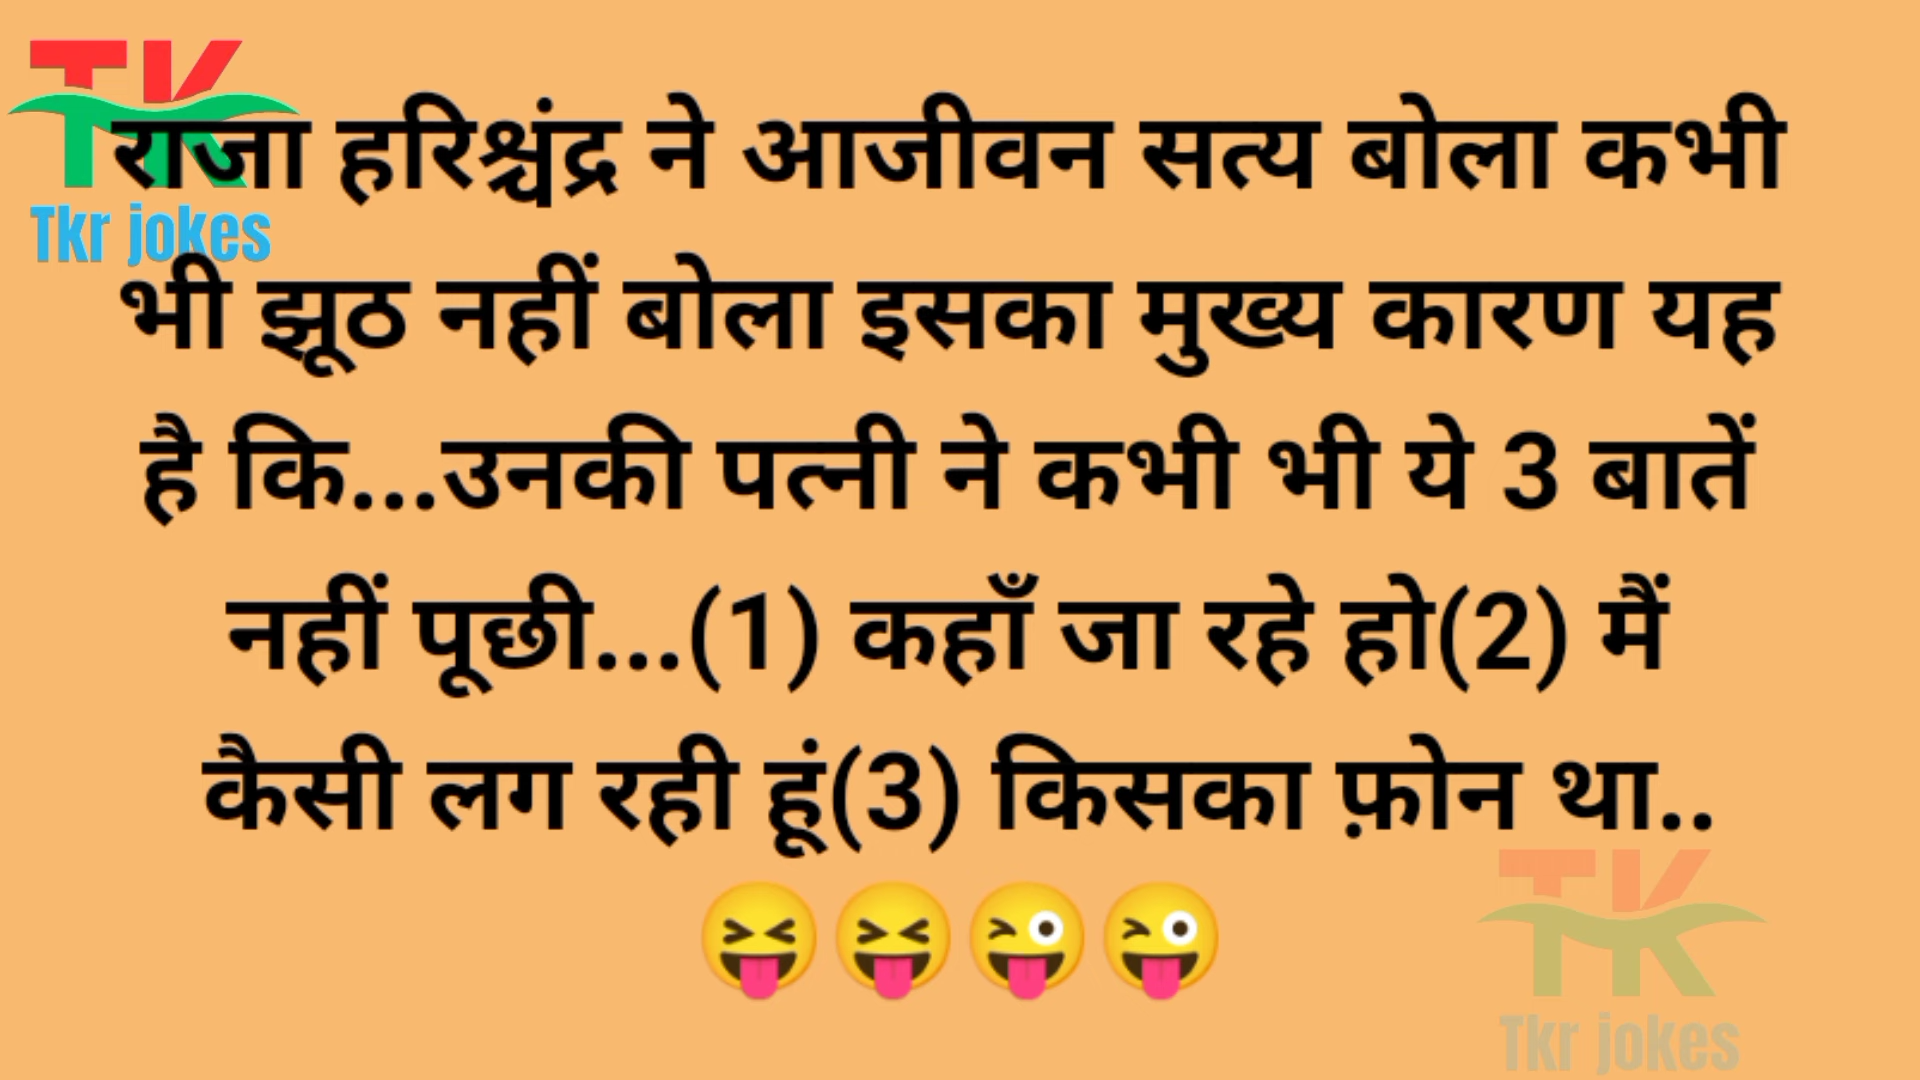 TK
Tkr jokes
राजा हरिश्चंद्र ने आजीवन सत्य बोला कभी
भी झूठ नहीं बोला इसका मुख्य कारण यह
है कि...उनकी पत्नी ने कभी भी ये 3 बातें
नहीं पूछी...(1) कहाँ जा रहे हो(2) मैं
कैसी लग रही हूं(3) किसका फ़ोन था..
😝😝😜😜
TK
Tkr jokes